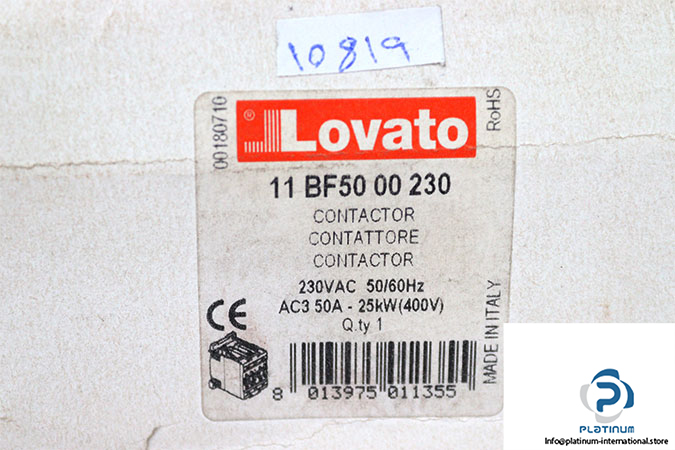 10819
00180710
® Lovato
RoHS
11 BF50 00 230
CONTACTOR
CONTATTORE
CONTACTOR
230VAC 50/60Hz
AC3 50A - 25kW(400V)
Q.ty 1
CE
MADE IN ITALY
8 013975 011355
PLATINUM
Info@platinum-international.store